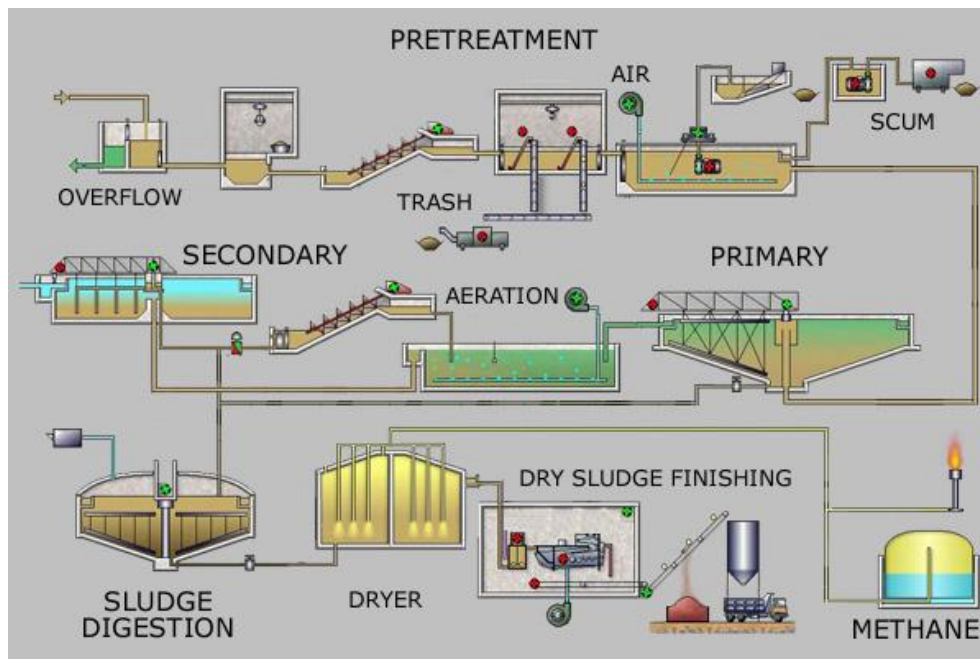 PRETREATMENT
AIR
SCUM
OVERFLOW
TRASH
SECONDARY
PRIMARY
AERATION
DRY SLUDGE FINISHING
SLUDGE
DIGESTION
DRYER
METHANE